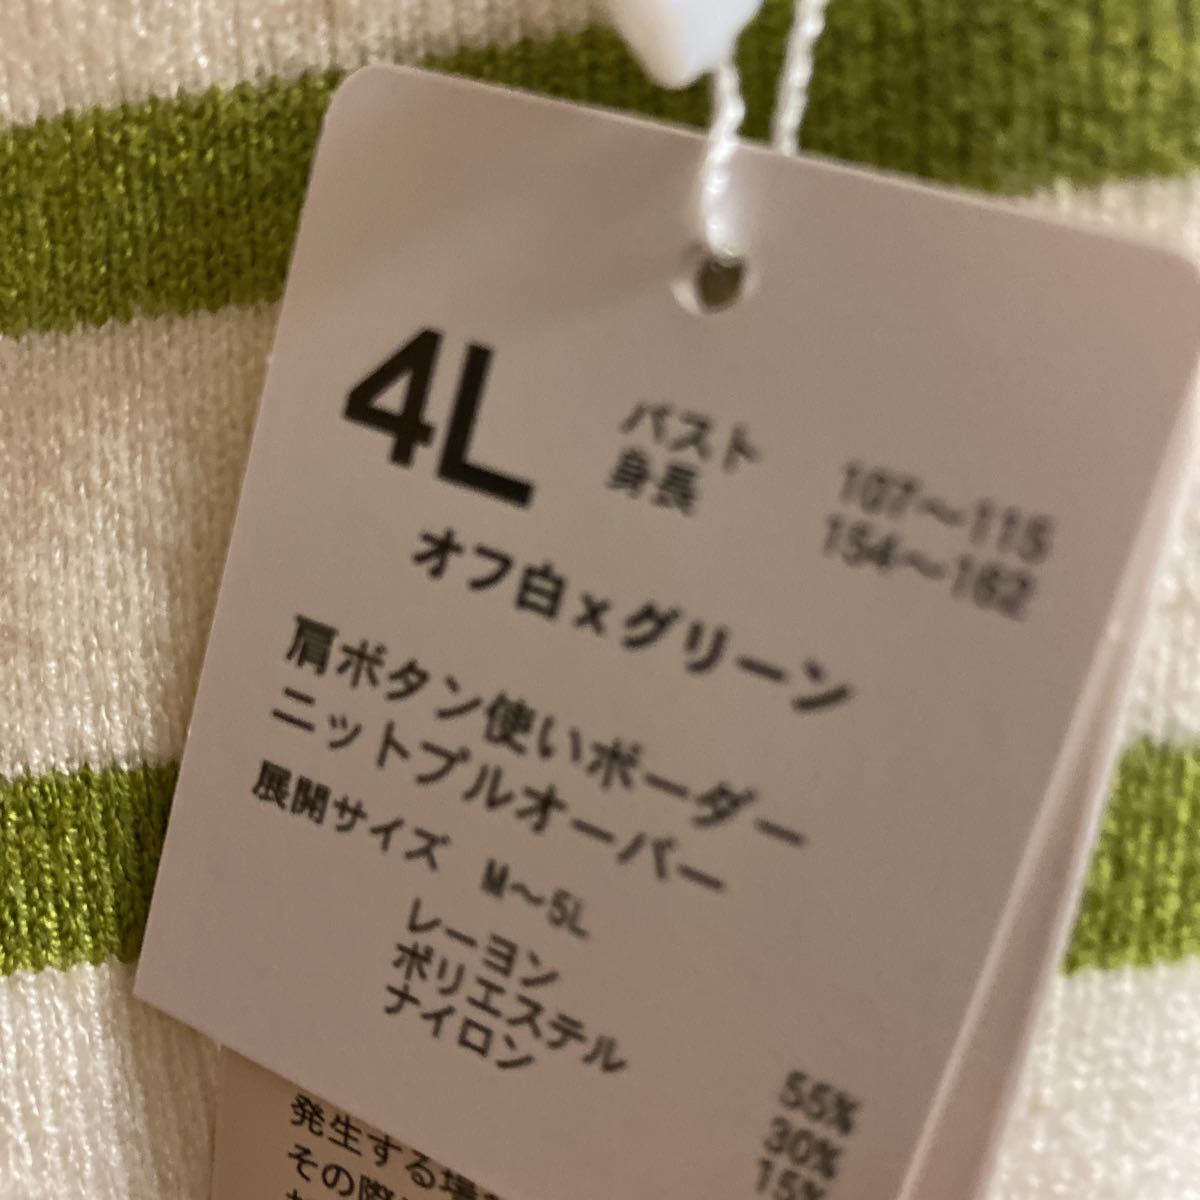 4L バスト 107～115
身長 154～162
オフ白×グリーン
肩ボタン使いボーダー
ニットプルオーバー
展開サイズ M～5L
レーヨン 55%
ポリエステル 30%
ナイロン 15%
発生する場
その際